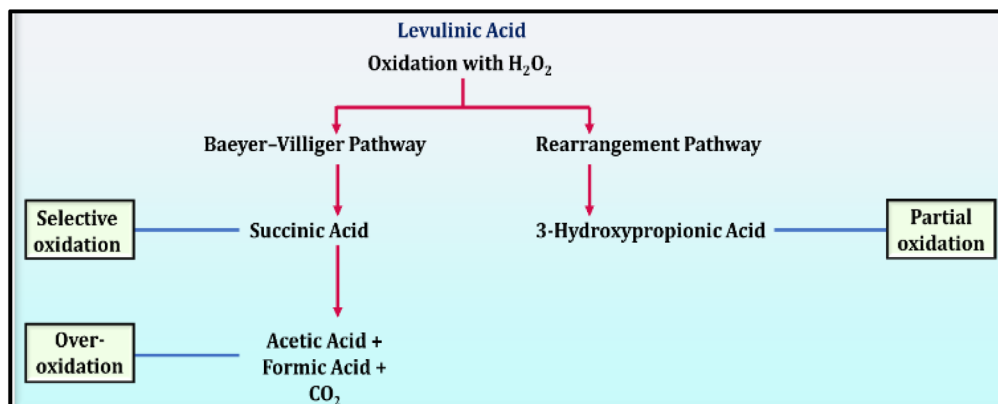 Levulinic Acid
Oxidation with H₂O₂
Baeyer–Villiger Pathway
Rearrangement Pathway
Selective
oxidation
Succinic Acid
3-Hydroxypropionic Acid
Partial
oxidation
Over-
oxidation
Acetic Acid +
Formic Acid +
CO₂